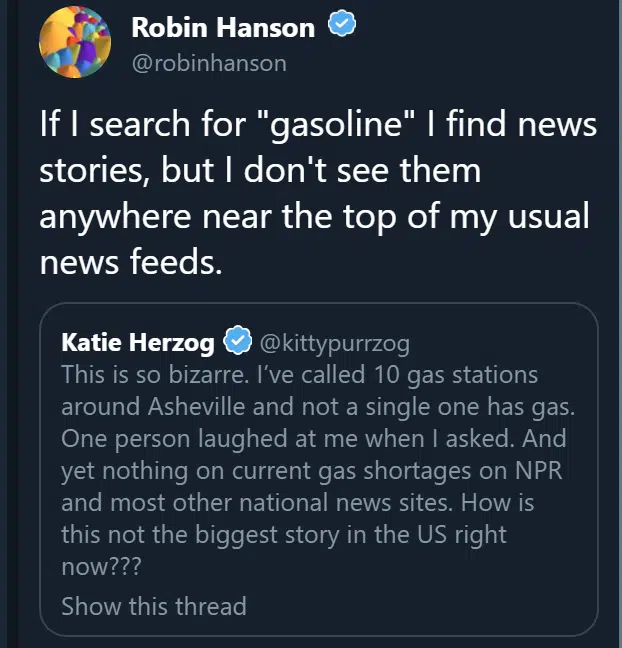 Robin Hanson
@robinhanson
If I search for "gasoline" I find news
stories, but I don't see them
anywhere near the top of my usual
news feeds.
Katie Herzog @kittypurrzog
This is so bizarre. I've called 10 gas stations
around Asheville and not a single one has gas.
One person laughed at me when I asked. And
yet nothing on current gas shortages on NPR
and most other national news sites. How is
this not the biggest story in the US right
now???
Show this thread